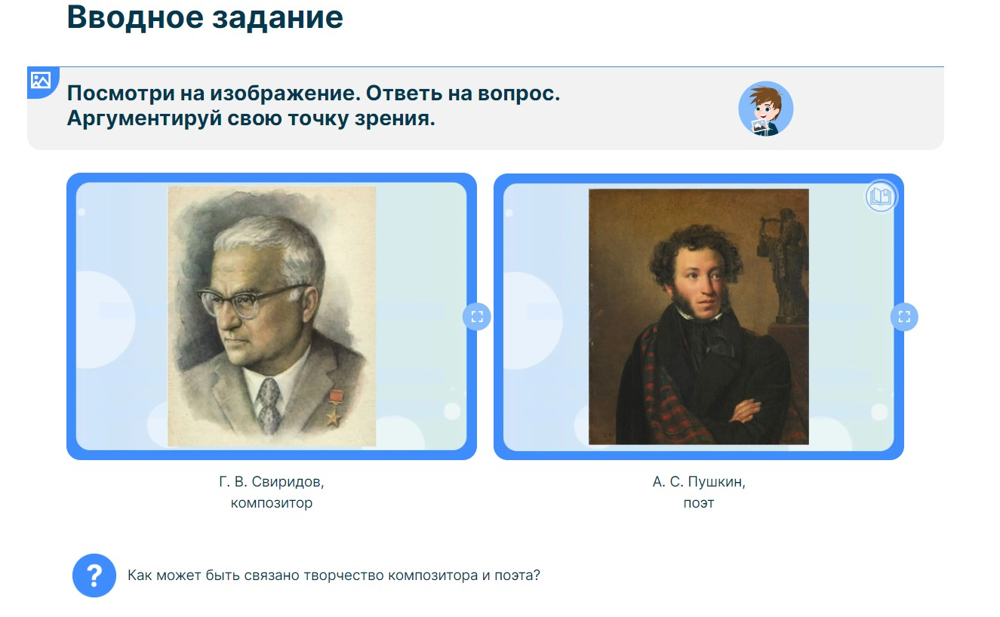 Вводное задание
Посмотри на изображение. Ответь на вопрос.
Аргументируй свою точку зрения.
Г. В. Свиридов,
композитор
А. С. Пушкин,
поэт
?
Как может быть связано творчество композитора и поэта?